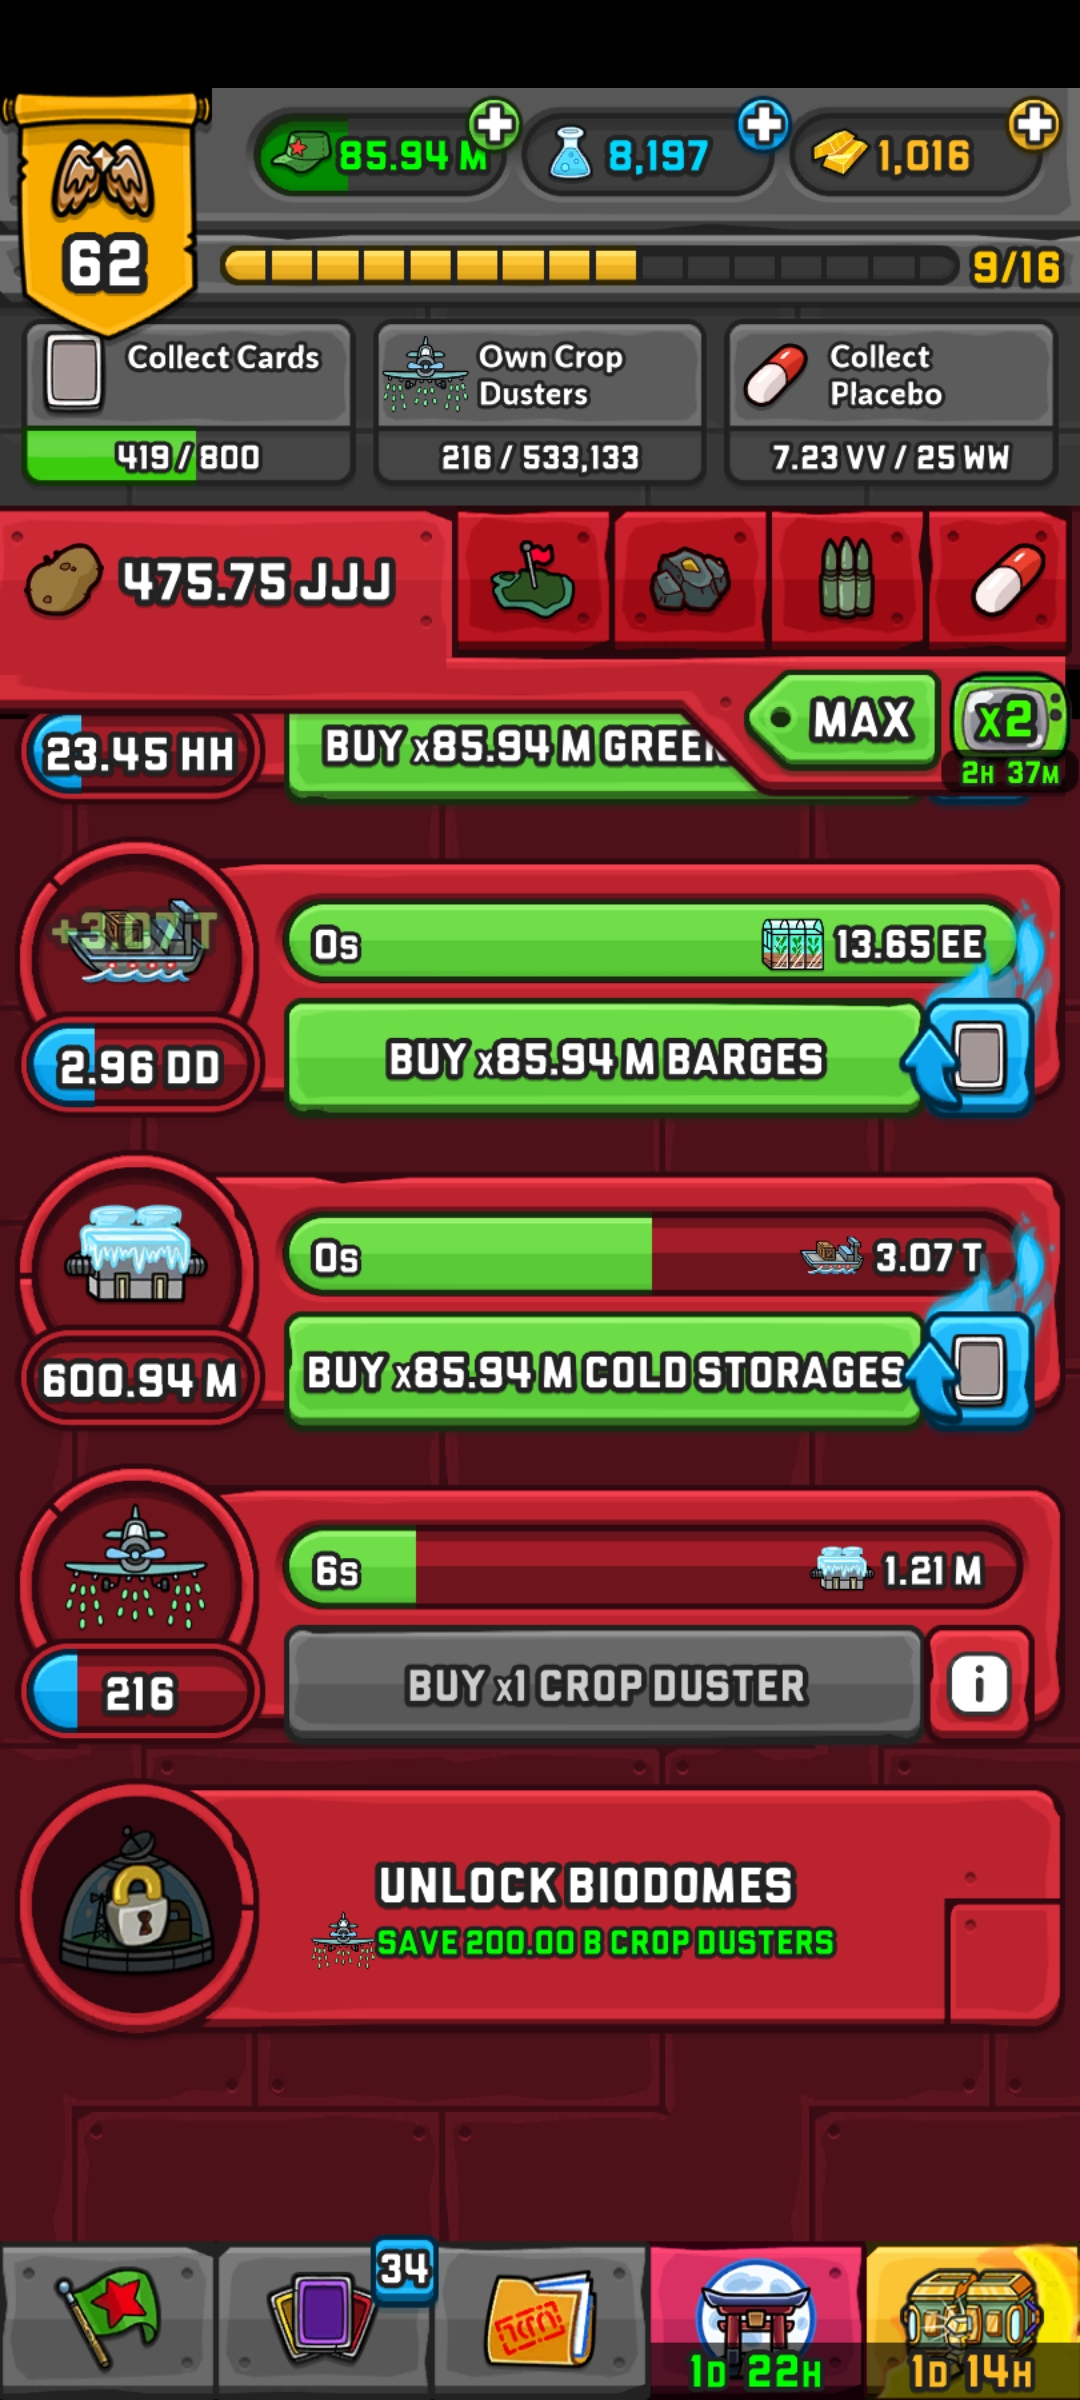 62
85.94 M
8,197
1,016
9/16
Collect Cards
419 / 800
Own Crop
Dusters
216 / 533,133
Collect
Placebo
7.23 VV / 25 WW
475.75 JJJ
MAX
x2
2H 37M
23.45 HH
BUY x85.94 M GREEN
+3.07 T
0s
13.65 EE
2.96 DD
BUY x85.94 M BARGES
0s
3.07 T
600.94 M
BUY x85.94 M COLD STORAGES
6s
1.21 M
216
BUY x1 CROP DUSTER
i
UNLOCK BIODOMES
SAVE 200.00 B CROP DUSTERS
34
1D 22H
1D 14H